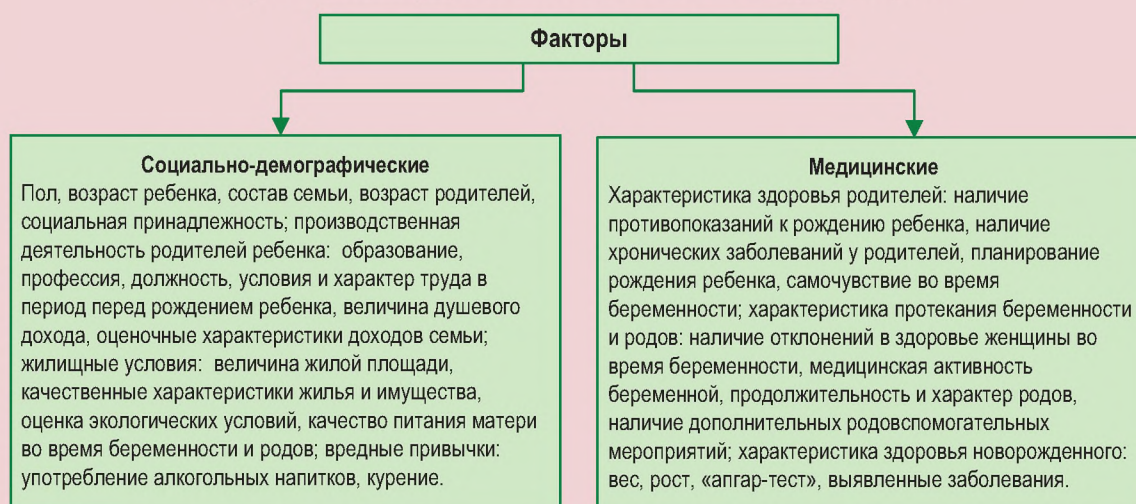 Факторы
Социально-демографические
Пол, возраст ребенка, состав семьи, возраст родителей,
социальная принадлежность; производственная
деятельность родителей ребенка: образование,
профессия, должность, условия и характер труда в
период перед рождением ребенка, величина душевого
дохода, оценочные характеристики доходов семьи;
жилищные условия: величина жилой площади,
качественные характеристики жилья и имущества,
оценка экологических условий, качество питания матери
во время беременности и родов; вредные привычки:
употребление алкогольных напитков, курение.
Медицинские
Характеристика здоровья родителей: наличие
противопоказаний к рождению ребенка, наличие
хронических заболеваний у родителей, планирование
рождения ребенка, самочувствие во время
беременности; характеристика протекания беременности
и родов: наличие отклонений в здоровье женщины во
время беременности, медицинская активность
беременной, продолжительность и характер родов,
наличие дополнительных родовспомогательных
мероприятий; характеристика здоровья новорожденного:
вес, рост, «апгар-тест», выявленные заболевания.